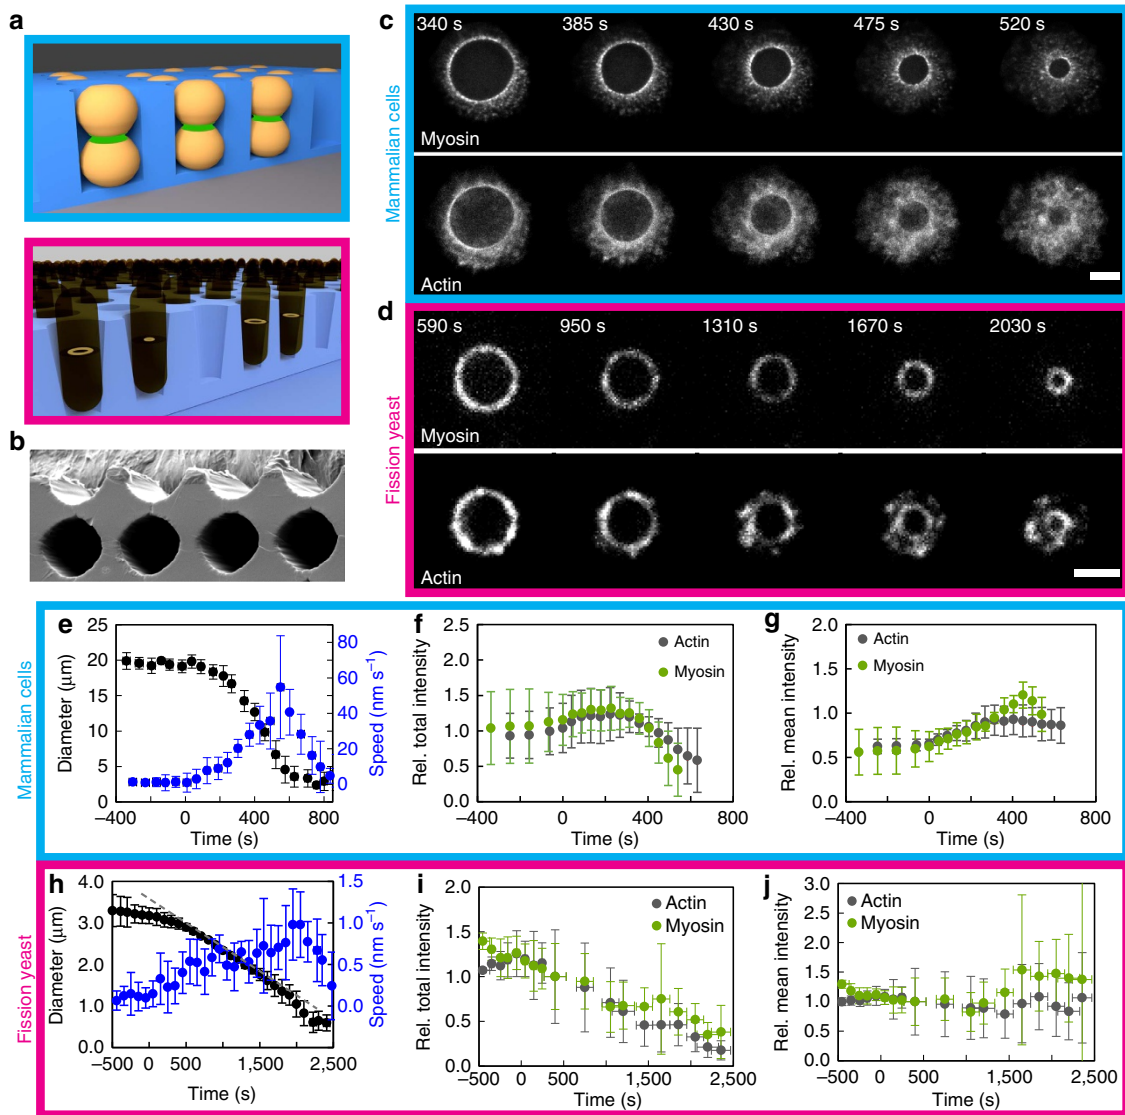 a
c
Mammalian cells
340 s 385 s 430 s 475 s 520 s
Myosin
Actin
d
Fission yeast
590 s 950 s 1310 s 1670 s 2030 s
Myosin
Actin
b
Mammalian cells
e
Diameter (μm)
25
20
15
10
5
0
80
60
40
20
0
Speed (nm s⁻¹)
–400 0 400 800
Time (s)
f
Rel. total intensity
2.5
2.0
1.5
1.0
0.5
0.0
Actin
Myosin
–400 0 400 800
Time (s)
g
Rel. mean intensity
2.0
1.5
1.0
0.5
0.0
Actin
Myosin
–400 0 400 800
Time (s)
Fission yeast
h
Diameter (μm)
4.0
3.0
2.0
1.0
0.0
1.5
1.0
0.5
0.0
Speed (nm s⁻¹)
–500 0 500 1,500 2,500
Time (s)
i
Rel. total intensity
2.0
1.5
1.0
0.5
0.0
Actin
Myosin
–500 0 500 1,500 2,500
Time (s)
j
Rel. mean intensity
3.0
2.5
2.0
1.5
1.0
0.5
0.0
Actin
Myosin
–500 0 500 1,500 2,500
Time (s)